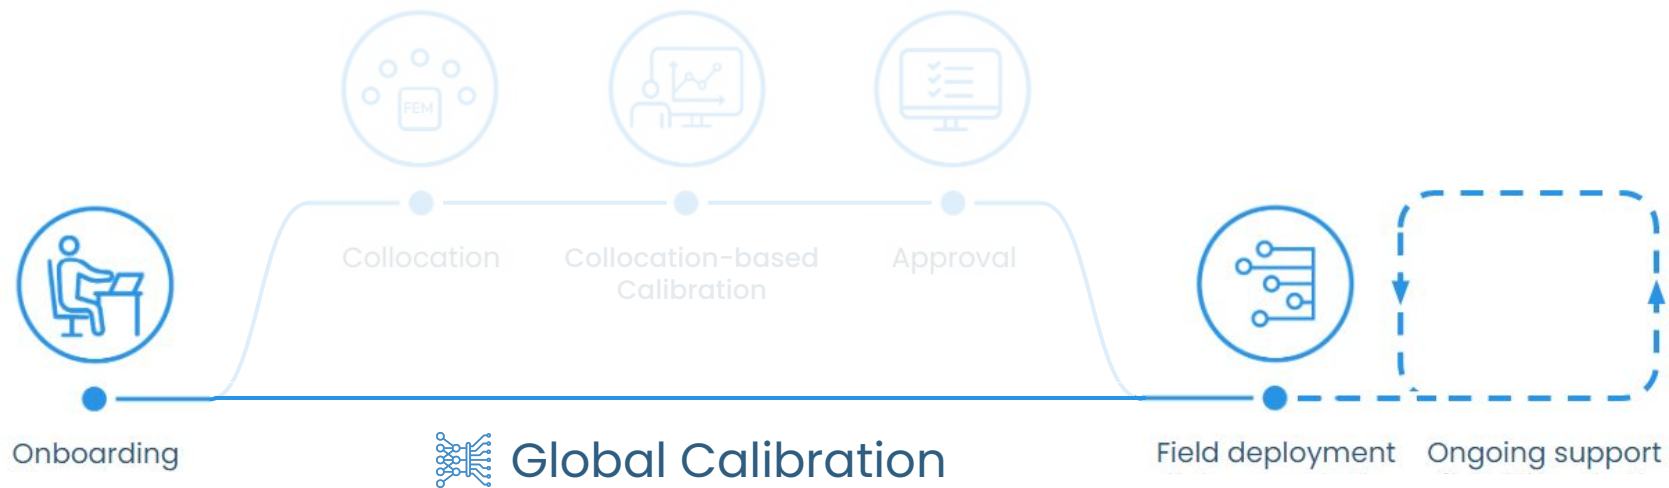 FEM
Collocation
Collocation-based
Calibration
Approval
Onboarding
Global Calibration
Field deployment
Ongoing support